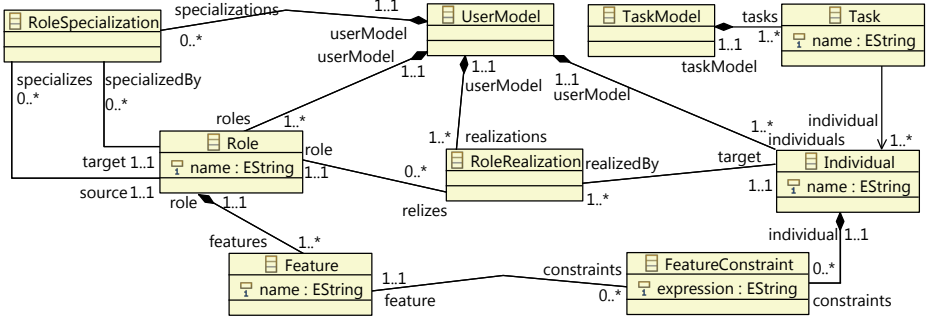 RoleSpecialization
specializations
1..1
0..*
userModel
UserModel
TaskModel
tasks
1..1
1..*
taskModel
Task
name : EString
userModel
1..1
1..1
userModel
1..1
userModel
specializes
0..*
specializedBy
0..*
roles
1..*
1..*
realizations
1..*
individuals
individual
1..*
Role
name : EString
target 1..1
source 1..1
role
1..1
0..*
relizes
RoleRealization
realizedBy
1..*
target
1..1
Individual
name : EString
role
1..1
features
1..*
individual 1..1
Feature
name : EString
1..1
feature
constraints
0..*
FeatureConstraint
expression : EString
0..*
constraints